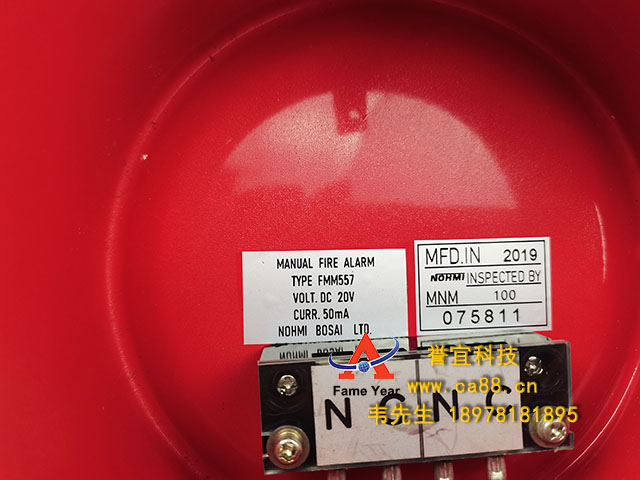 MANUAL FIRE ALARM
TYPE FMM557
VOLT. DC 20V
CURR. 50mA
NOHMI BOSAI LTD.
MFD.IN 2019
NOHMI INSPECTED BY
MNM 100
075811
誉宜科技
Fame Year
www.ca88.cn
N C N C
韦先生 18978181895